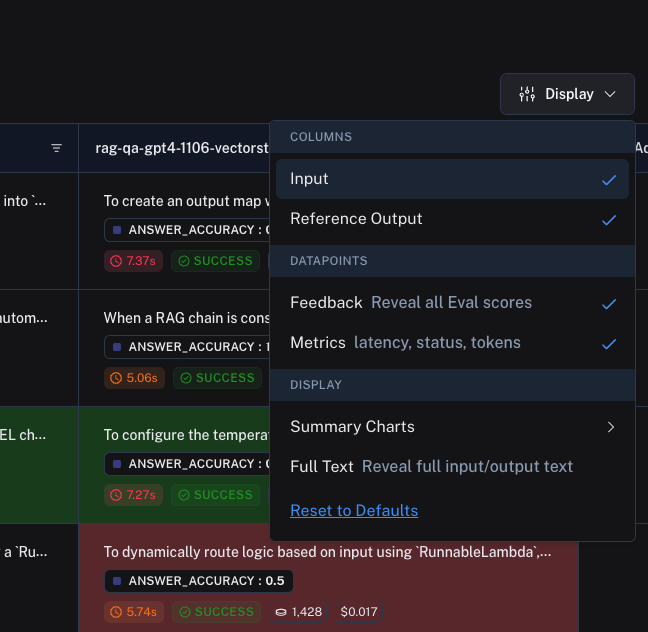 Display
rag-qa-gpt4-1106-vectorst
COLUMNS
Input
Reference Output
DATAPOINTS
Feedback Reveal all Eval scores
Metrics latency, status, tokens
DISPLAY
Summary Charts
Full Text Reveal full input/output text
Reset to Defaults
into `...
To create an output map
ANSWER_ACCURACY :
7.37s SUCCESS
autom...
When a RAG chain is cons
ANSWER_ACCURACY : 1
5.06s SUCCESS
EL ch...
To configure the tempera
ANSWER_ACCURACY :
7.27s SUCCESS
a `Ru...
To dynamically route logic based on input using `RunnableLambda`,...
ANSWER_ACCURACY : 0.5
5.74s SUCCESS 1,428 $0.017